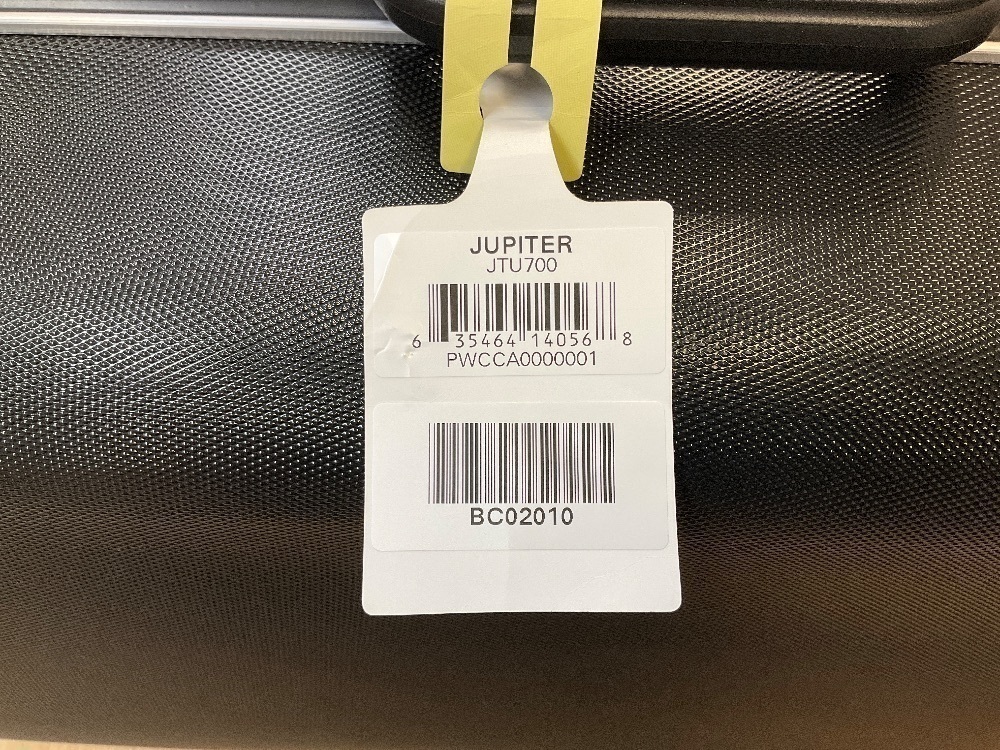 JUPITER
JTU700
6 35464 14056 8
PWCCA0000001
BC02010